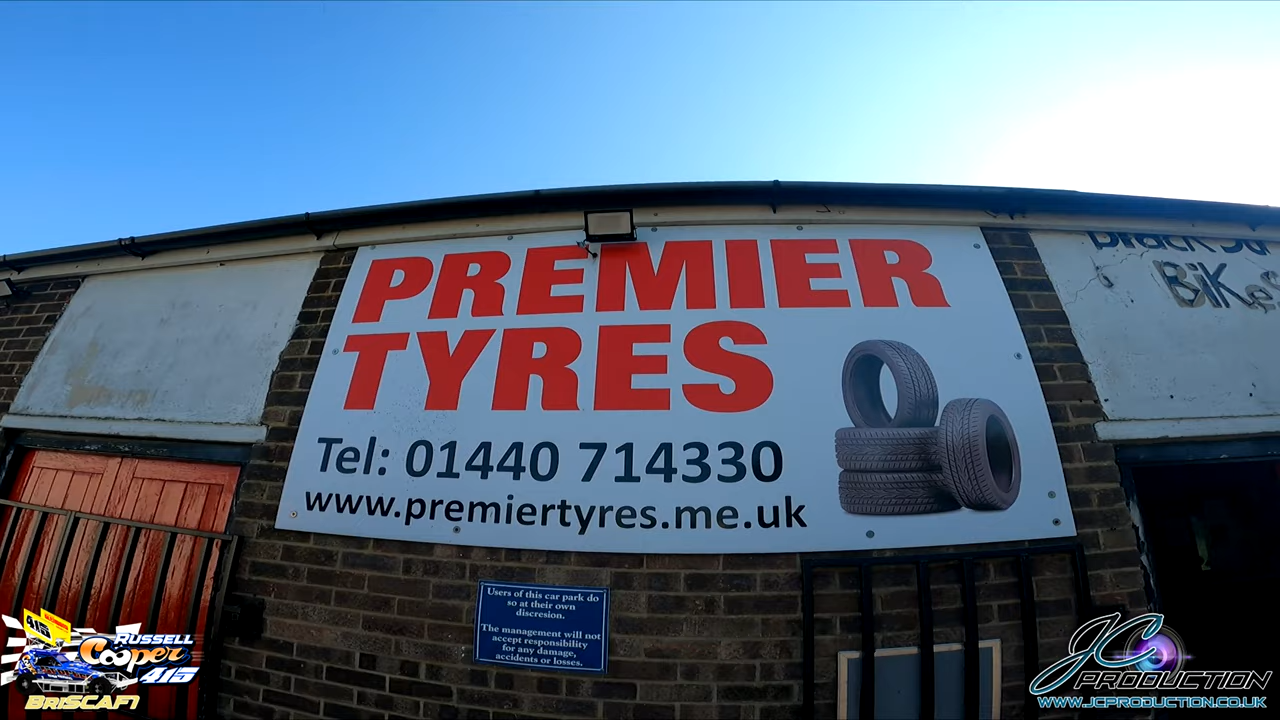 PREMIER
TYRES
Tel: 01440 714330
www.premiertyres.me.uk
BiKeS
Users of this car park do
so at their own
discresion.
The management will not
accept responsibility
for any damage,
accidents or losses.
415
RUSSELL
Cooper
415
BRISCAF1
JC
PRODUCTION
WWW.JCPRODUCTION.CO.UK